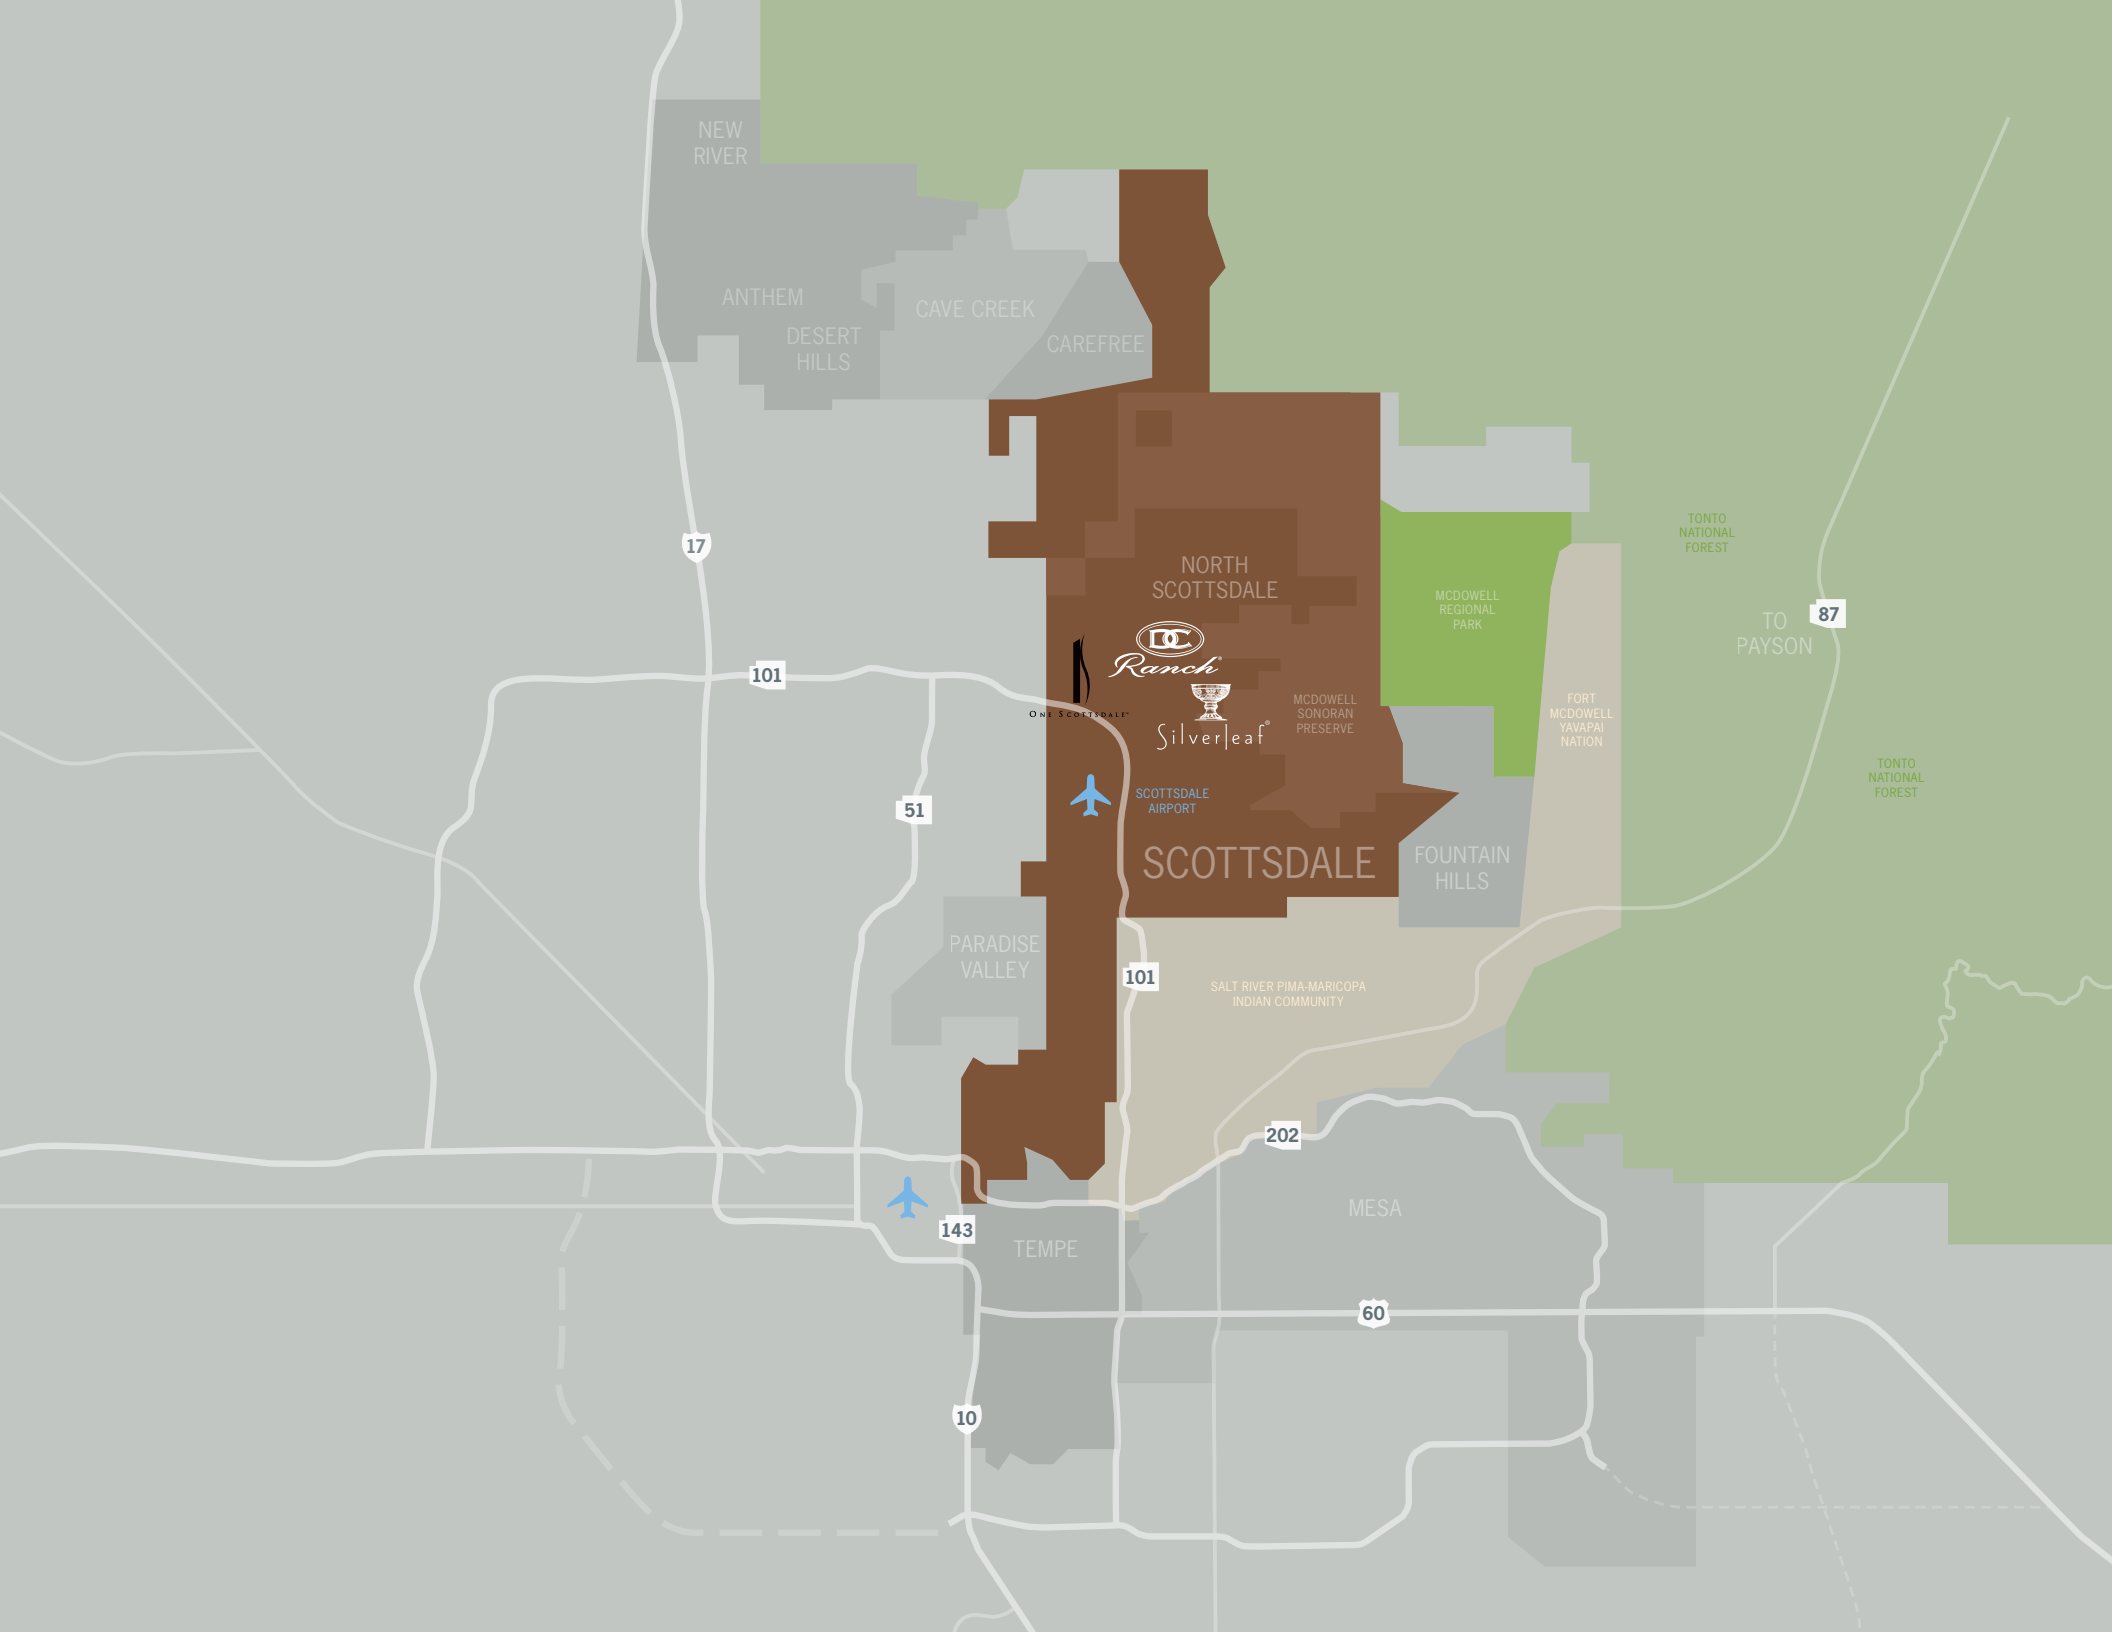 NEW
RIVER
ANTHEM
DESERT
HILLS
CAVE CREEK
CAREFREE
17
NORTH
SCOTTSDALE
TONTO
NATIONAL
FOREST
MCDOWELL
REGIONAL
PARK
TO
PAYSON
87
DC
Ranch®
101
ONE SCOTTSDALE™
Silverleaf®
MCDOWELL
SONORAN
PRESERVE
FORT
MCDOWELL
YAVAPAI
NATION
TONTO
NATIONAL
FOREST
51
SCOTTSDALE
AIRPORT
SCOTTSDALE
FOUNTAIN
HILLS
PARADISE
VALLEY
101
SALT RIVER PIMA-MARICOPA
INDIAN COMMUNITY
202
MESA
143
TEMPE
60
10